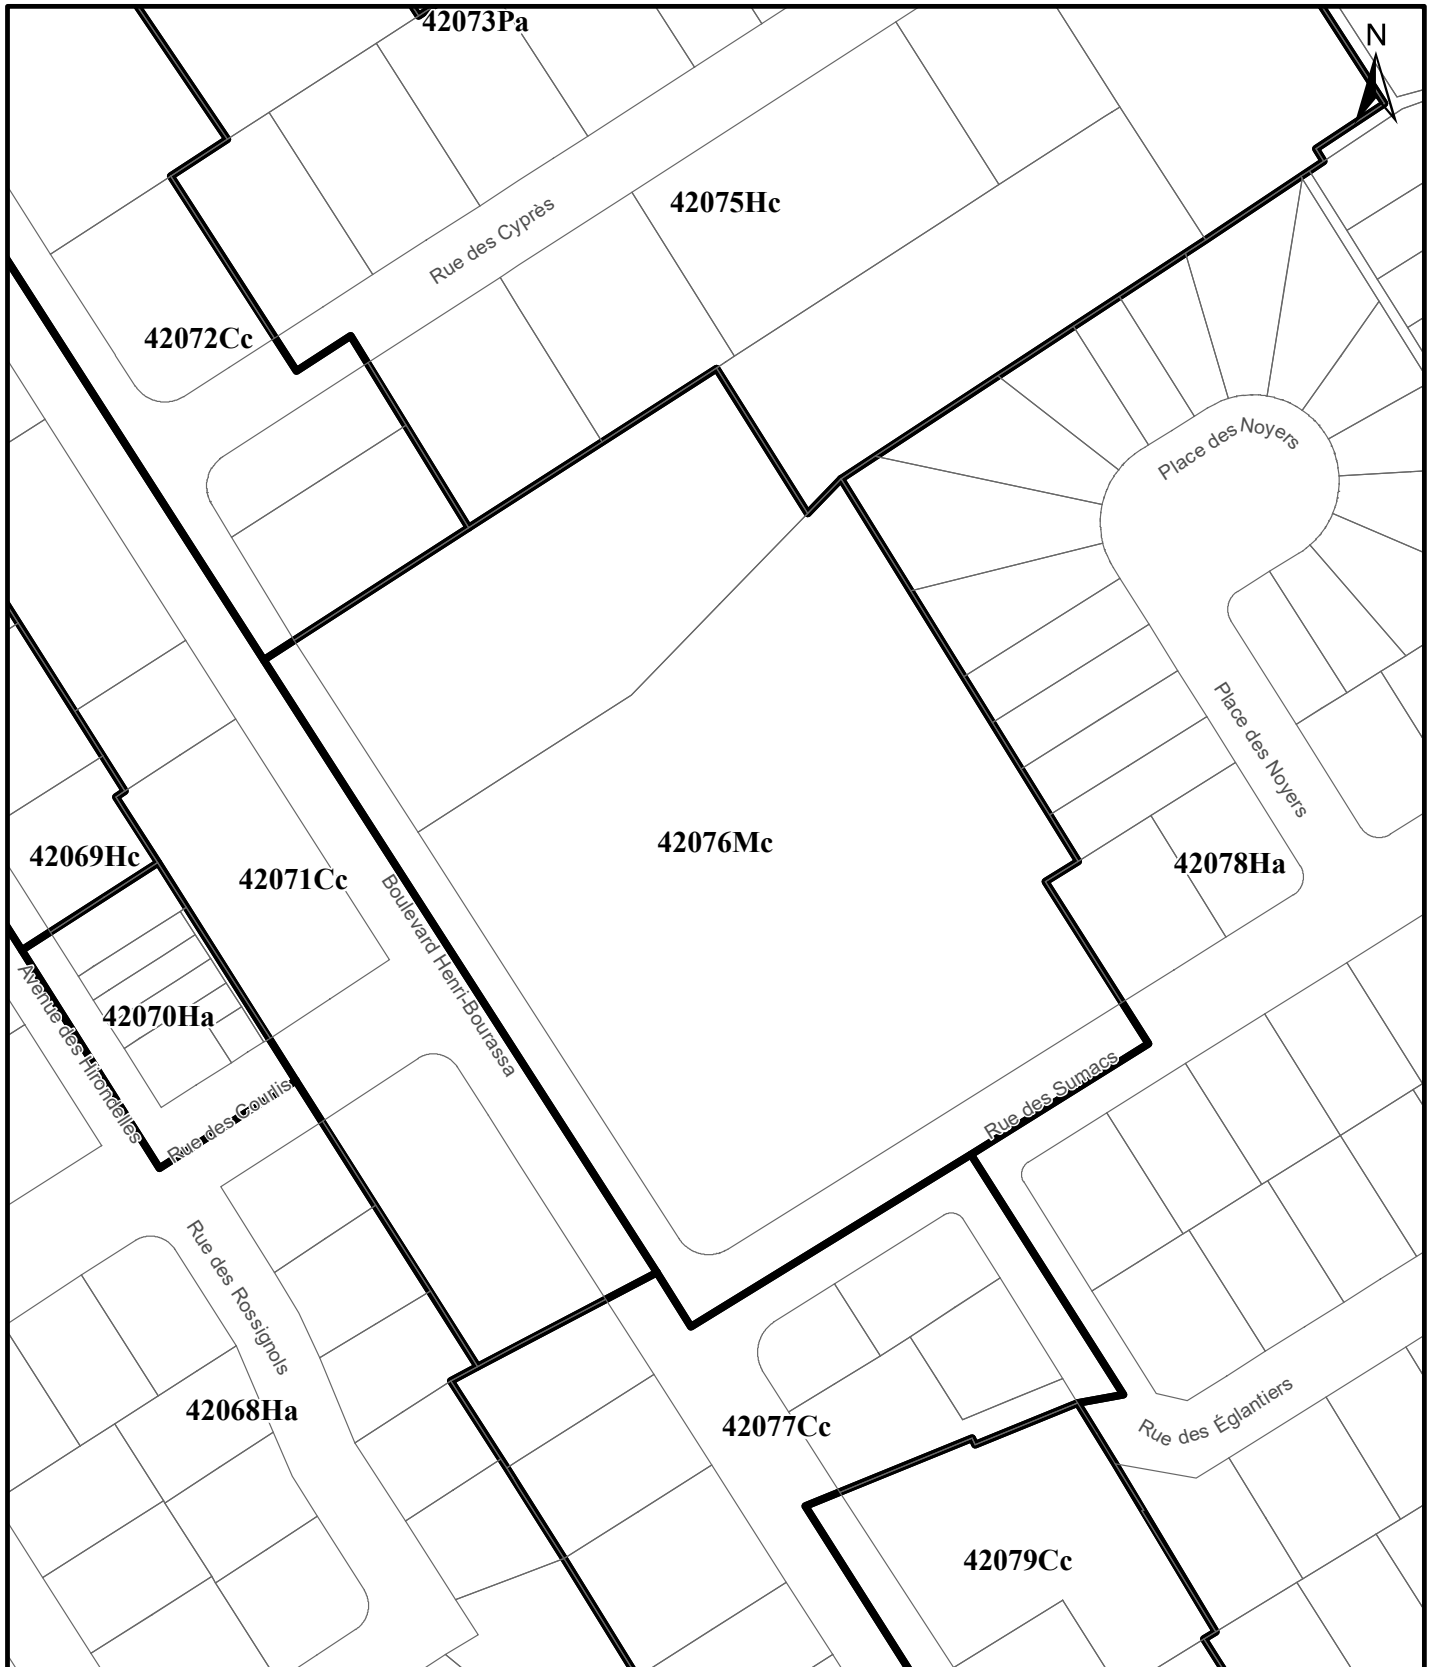 42073Pa
N
42075Hc
Rue des Cyprès
42072Cc
Place des Noyers
Place des Noyers
42076Mc
42069Hc
42071Cc
42078Ha
Boulevard Henri-Bourassa
42070Ha
Avenue des Hirondelles
Rue des Courlis
Rue des Sumacs
Rue des Rossignols
42068Ha
42077Cc
Rue des Églantiers
42079Cc